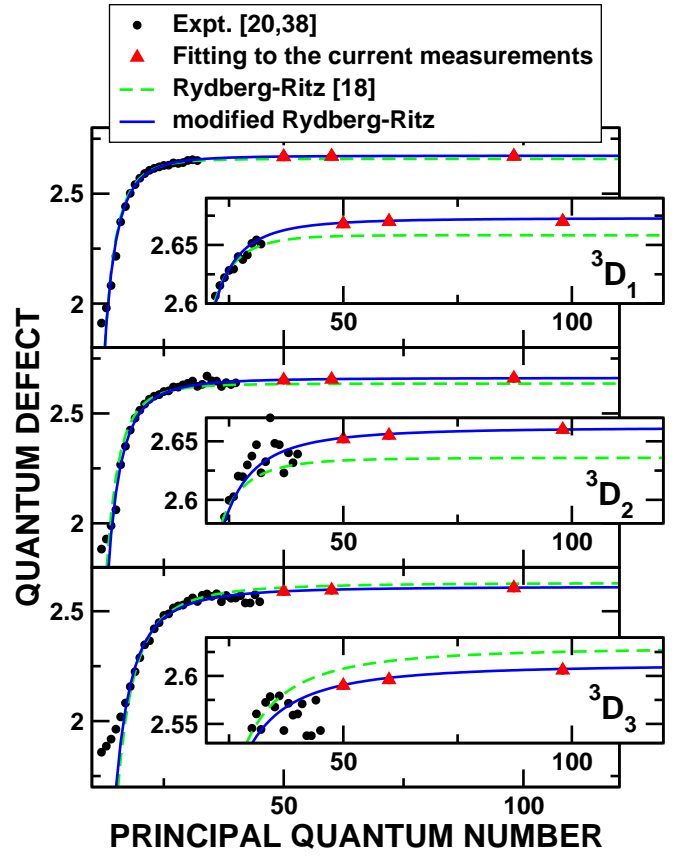 Expt. [20,38]
Fitting to the current measurements
Rydberg-Ritz [18]
modified Rydberg-Ritz
QUANTUM DEFECT
2.5
2
2.65
2.6
50
100
³D₁
2.5
2
2.65
2.6
50
100
³D₂
2.5
2
2.6
2.55
50
100
³D₃
50
100
PRINCIPAL QUANTUM NUMBER